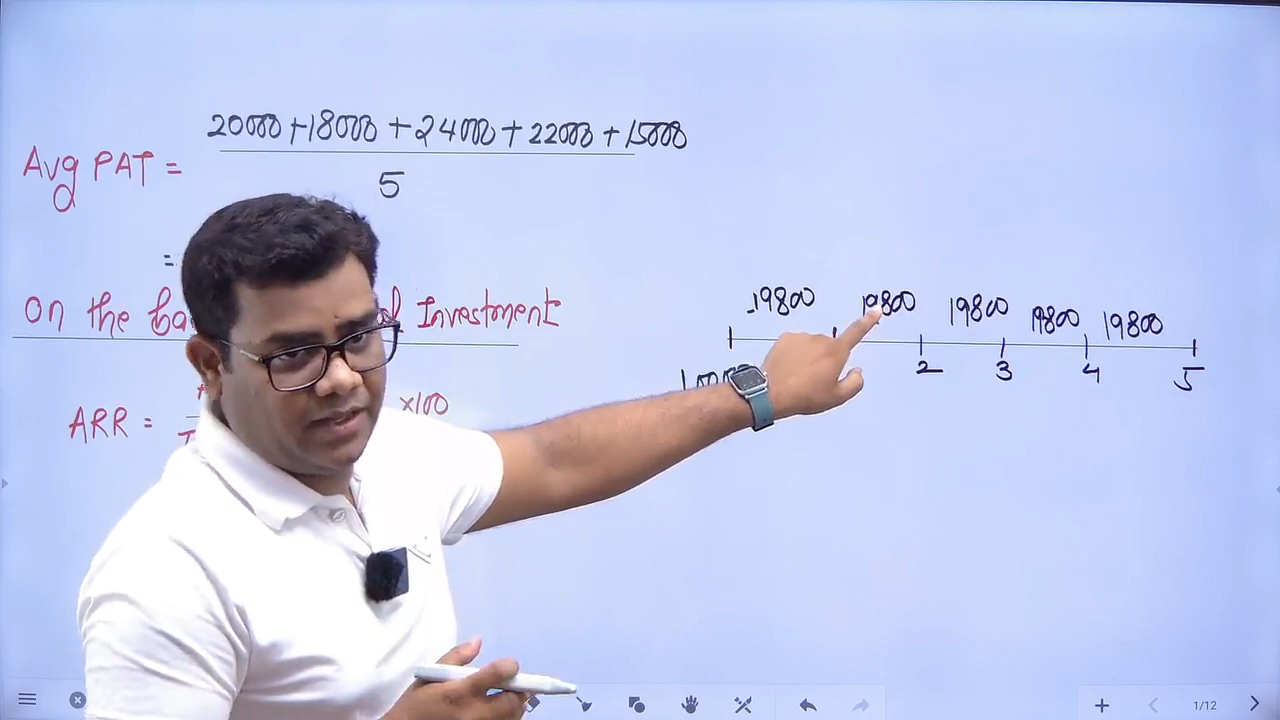 20000+18000+24000+22000+15000
Avg PAT =
5
=
On the Investment
19800 19800 19800 19800 19800
2 3 4 5
ARR = ×100
1/12